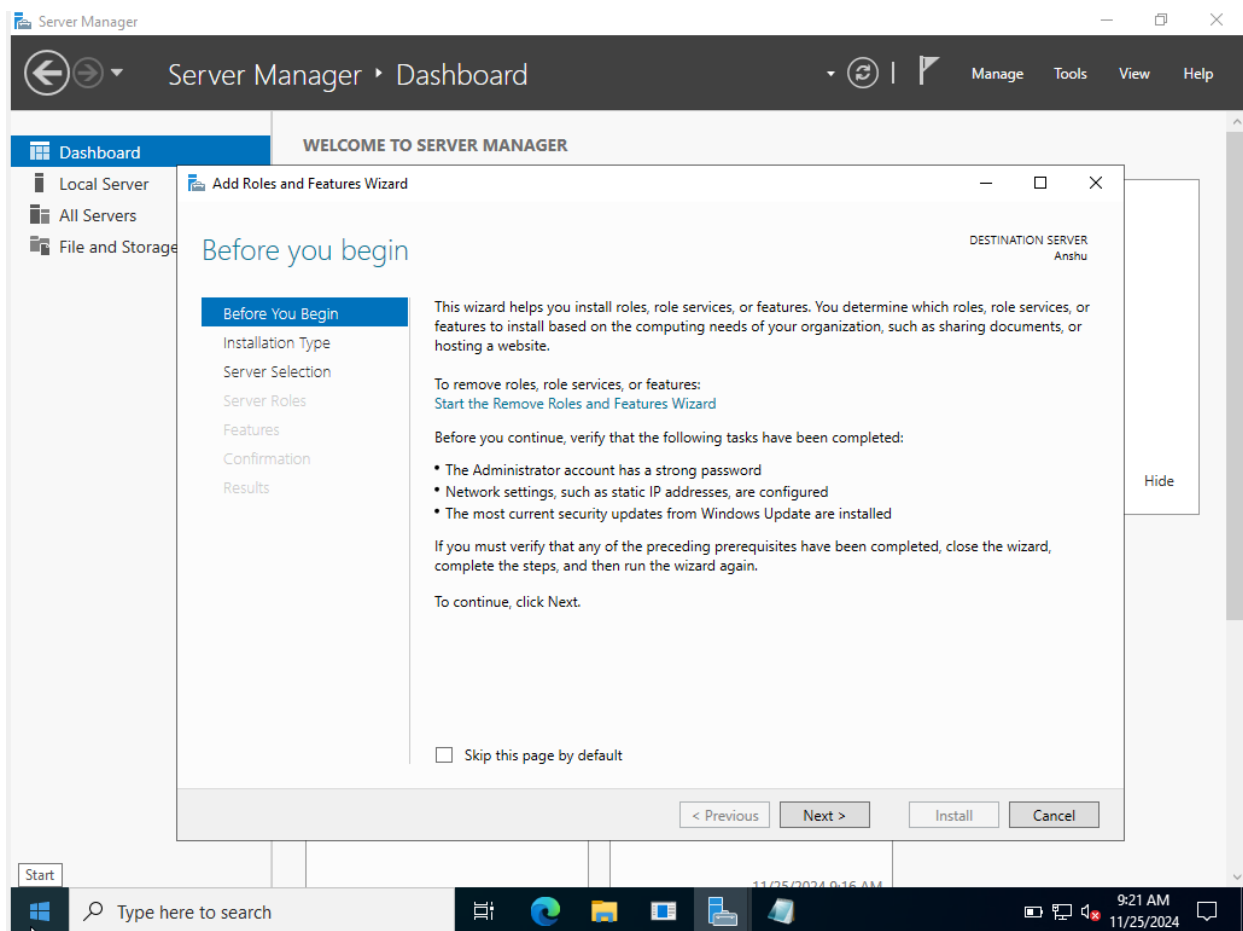 Server Manager
Server Manager • Dashboard
Manage Tools View Help
Dashboard
Local Server
All Servers
File and Storage
WELCOME TO SERVER MANAGER
Add Roles and Features Wizard
Before you begin
DESTINATION SERVER
Anshu
Before You Begin
Installation Type
Server Selection
Server Roles
Features
Confirmation
Results
This wizard helps you install roles, role services, or features. You determine which roles, role services, or
features to install based on the computing needs of your organization, such as sharing documents, or
hosting a website.
To remove roles, role services, or features:
Start the Remove Roles and Features Wizard
Before you continue, verify that the following tasks have been completed:
• The Administrator account has a strong password
• Network settings, such as static IP addresses, are configured
• The most current security updates from Windows Update are installed
If you must verify that any of the preceding prerequisites have been completed, close the wizard,
complete the steps, and then run the wizard again.
To continue, click Next.
Skip this page by default
< Previous Next > Install Cancel
Hide
11/25/2024 9:16 AM
Start
Type here to search
9:21 AM
11/25/2024